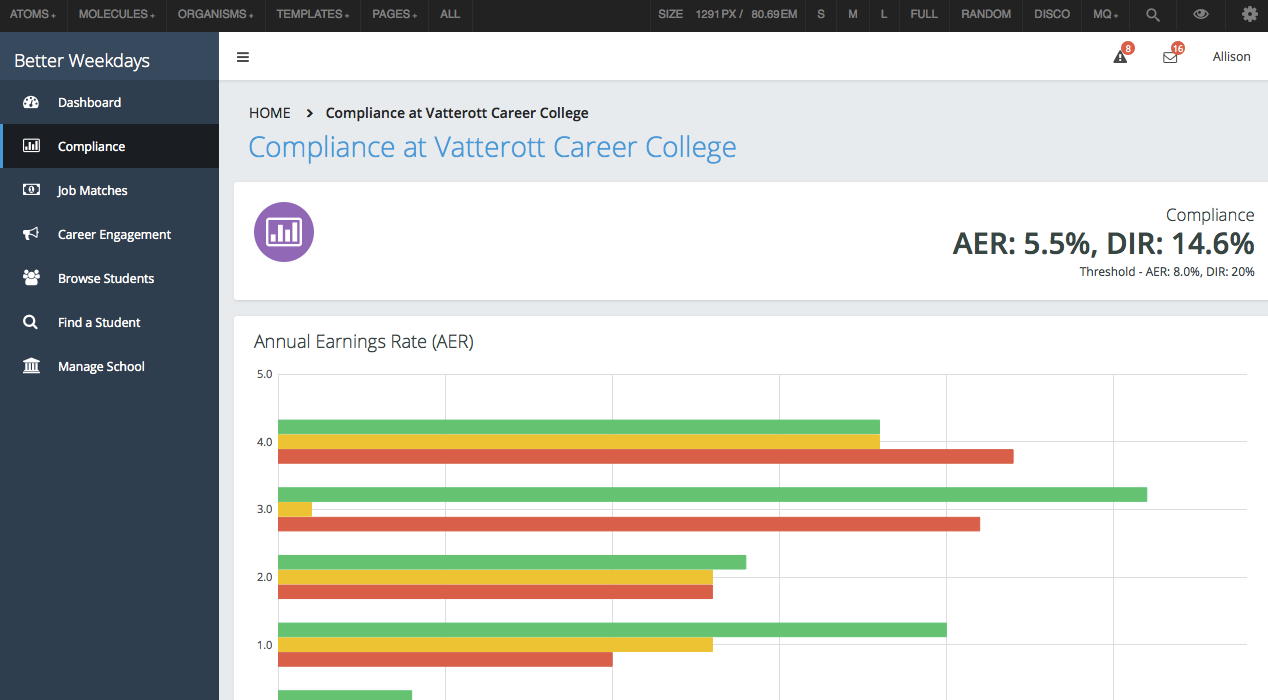 ATOMS+ MOLECULES+ ORGANISMS+ TEMPLATES+ PAGES+ ALL SIZE 1291 PX / 80.69 EM S M L FULL RANDOM DISCO MQ+
Better Weekdays
8 16 Allison
Dashboard
Compliance
Job Matches
Career Engagement
Browse Students
Find a Student
Manage School
HOME > Compliance at Vatterott Career College
Compliance at Vatterott Career College
Compliance
AER: 5.5%, DIR: 14.6%
Threshold - AER: 8.0%, DIR: 20%
Annual Earnings Rate (AER)
5.0
4.0
3.0
2.0
1.0